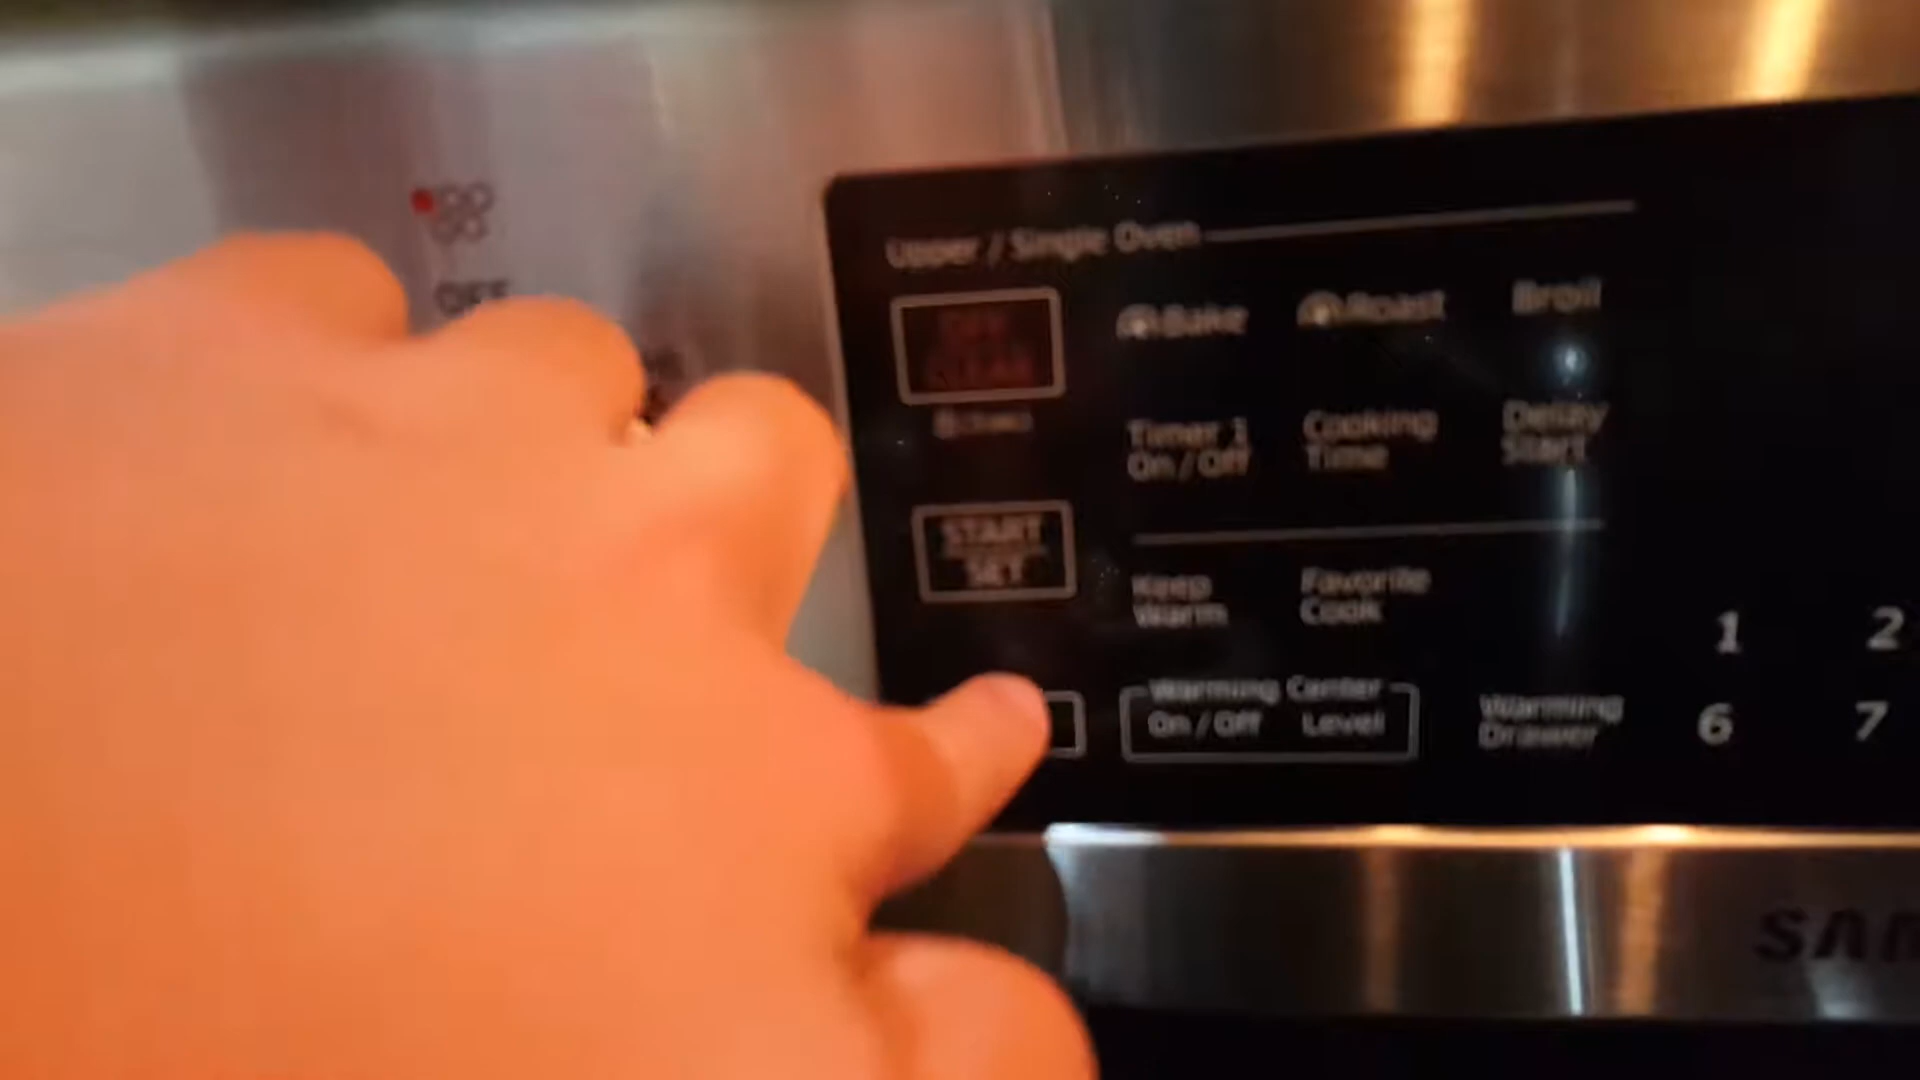 OFF
Upper / Single Oven
Bake Roast Broil
Timer 1
On / Off
Cooking
Time
Delay
Start
START
SET
Keep
Warm
Favorite
Cook
1 2
Warming Center
On / Off Level
Warming
Drawer
6 7
SAM